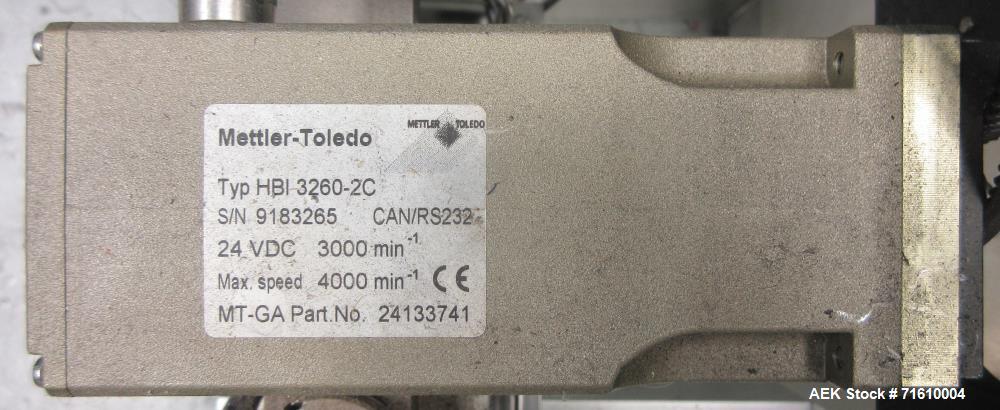 Mettler-Toledo
METTLER TOLEDO
Typ HBI 3260-2C
S/N 9183265 CAN/RS232
24 VDC 3000 min-1
Max. speed 4000 min-1 CE
MT-GA Part.No. 24133741
AEK Stock # 71610004